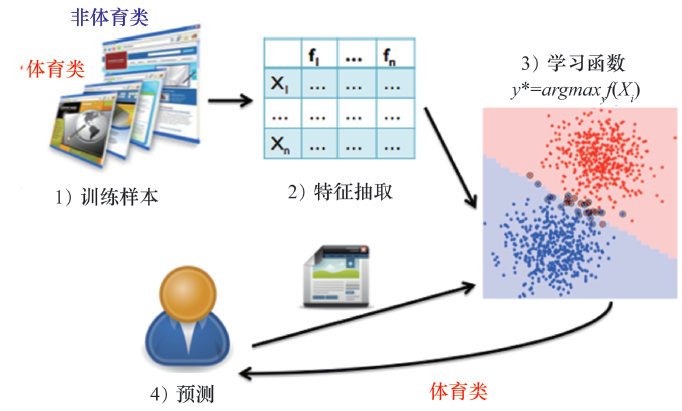 非体育类
体育类
1）训练样本
f1 … fn
X1 … … …
… … … …
Xn … … …
2）特征抽取
3）学习函数
y*=argmaxyf(Xi)
4）预测
体育类